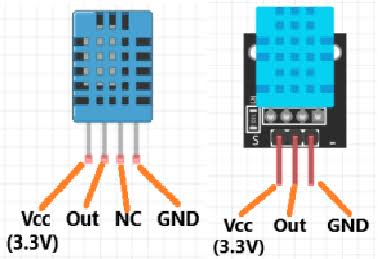 S -
Vcc Out NC GND
(3.3V)
Vcc Out GND
(3.3V)